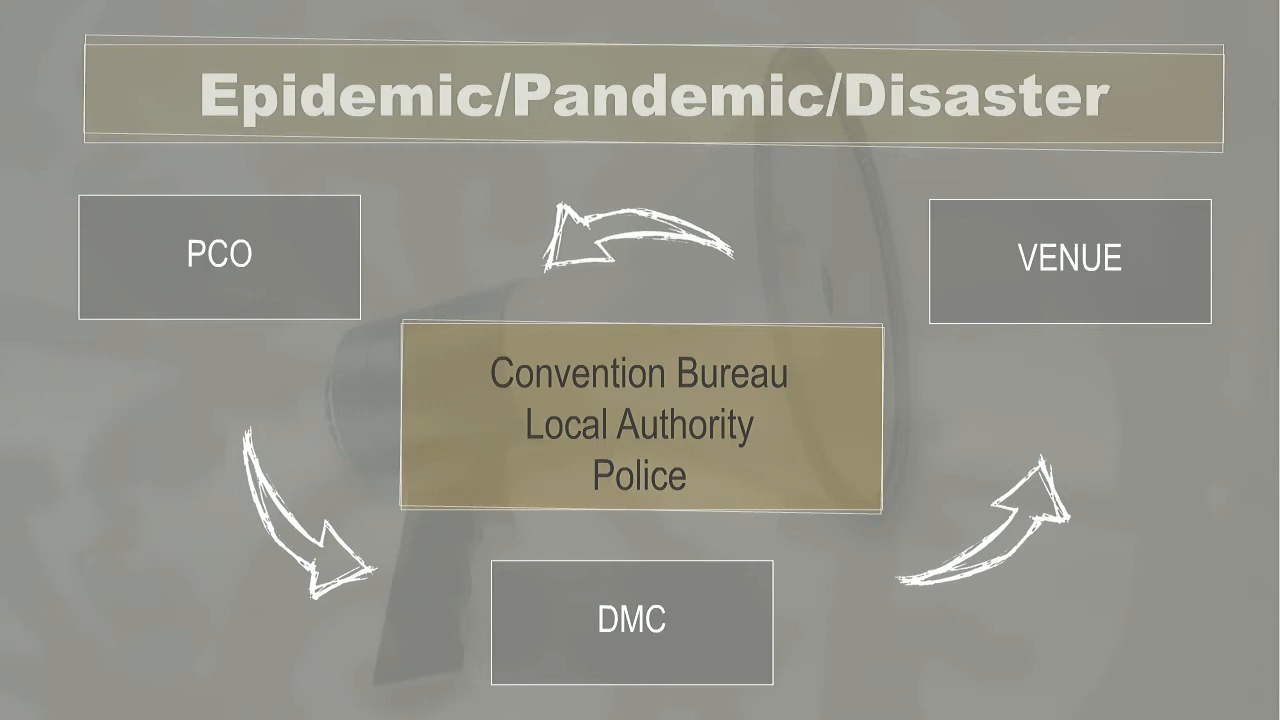 Epidemic/Pandemic/Disaster
PCO
VENUE
Convention Bureau
Local Authority
Police
DMC